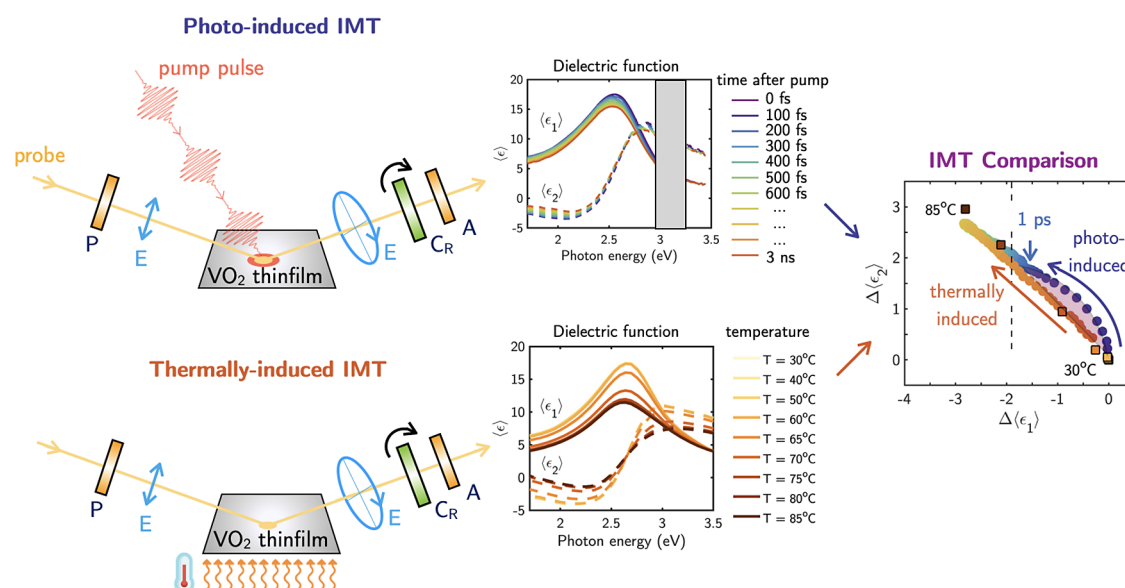 Photo-induced IMT
pump pulse
probe
P
E
VO₂ thinfilm
E
C_R
A
Dielectric function
20
15
10
5
0
-5
⟨ϵ⟩
⟨ϵ₁⟩
⟨ϵ₂⟩
2
2.5
3
3.5
Photon energy (eV)
time after pump
0 fs
100 fs
200 fs
300 fs
400 fs
500 fs
600 fs
...
...
...
3 ns
Thermally-induced IMT
P
E
VO₂ thinfilm
E
C_R
A
Dielectric function
20
15
10
5
0
-5
⟨ϵ⟩
⟨ϵ₁⟩
⟨ϵ₂⟩
2
2.5
3
3.5
Photon energy (eV)
temperature
T = 30°C
T = 40°C
T = 50°C
T = 60°C
T = 65°C
T = 70°C
T = 75°C
T = 80°C
T = 85°C
IMT Comparison
3
2
1
0
Δ⟨ϵ₂⟩
85°C
1 ps
photo-
induced
thermally
induced
30°C
-4
-3
-2
-1
0
Δ⟨ϵ₁⟩